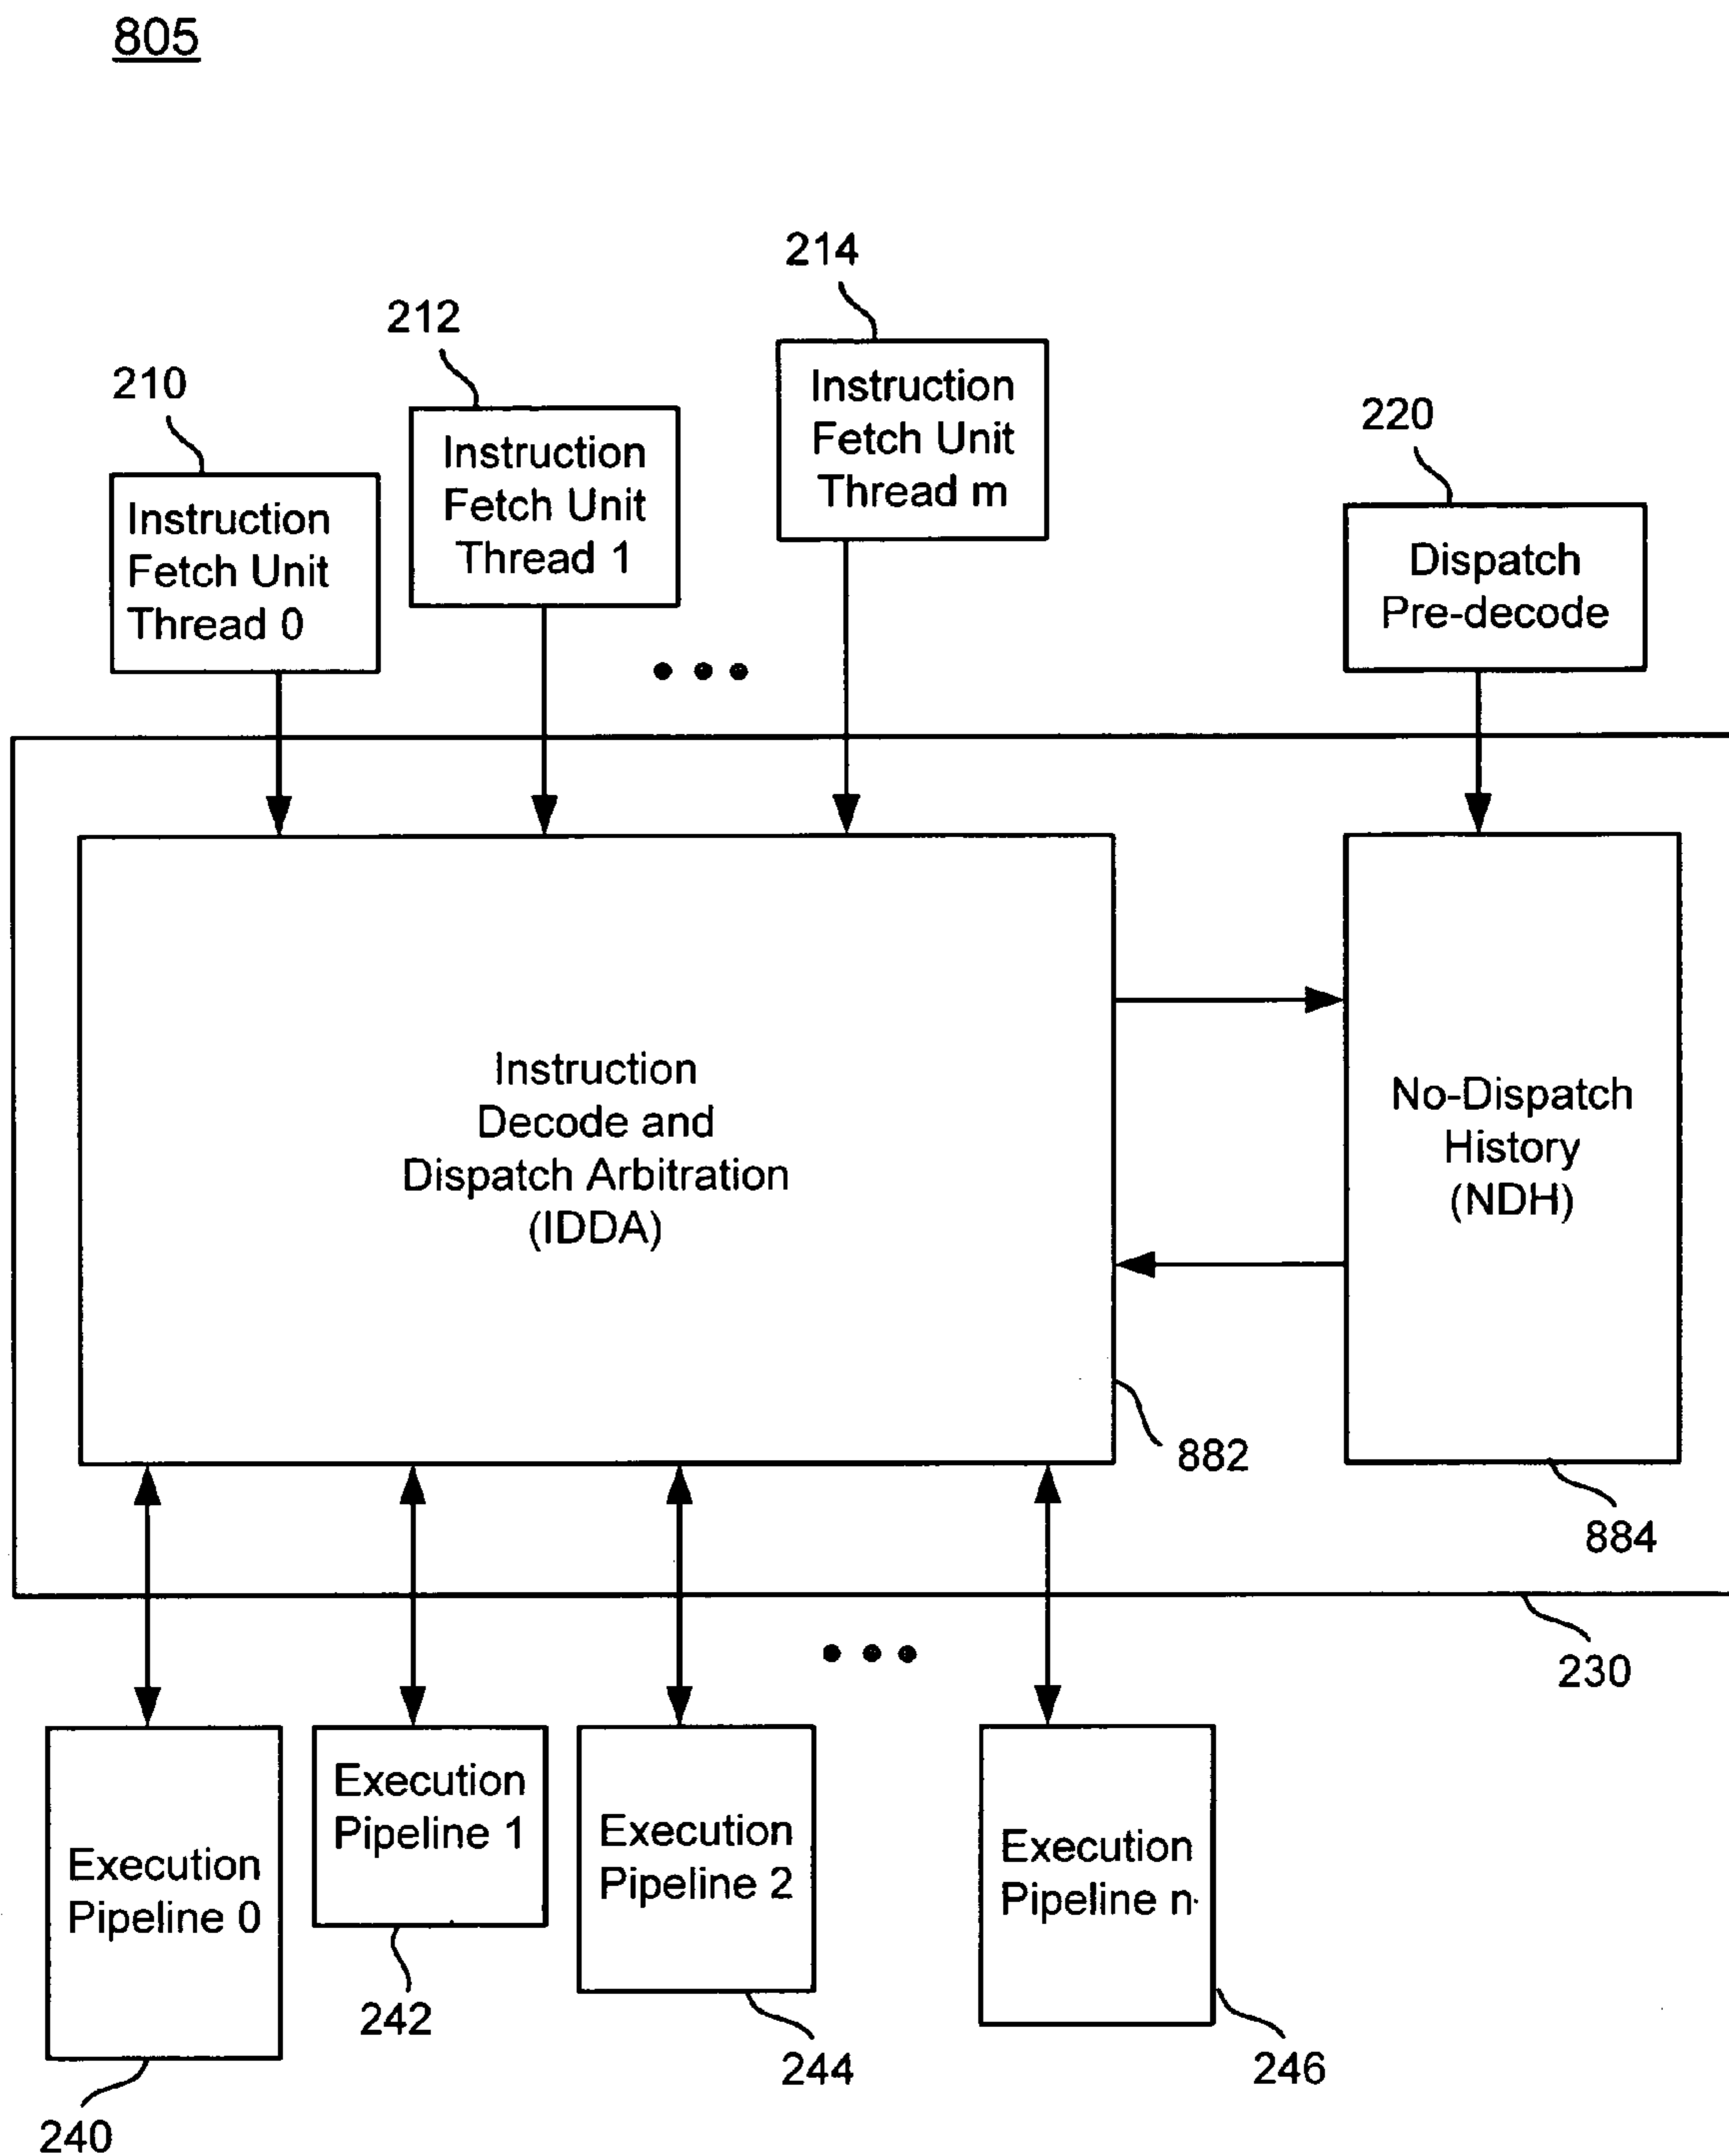 805
214
212
210
220
Instruction
Fetch Unit
Thread 0
Instruction
Fetch Unit
Thread 1
Instruction
Fetch Unit
Thread m
Dispatch
Pre-decode
Instruction
Decode and
Dispatch Arbitration
(IDDA)
No-Dispatch
History
(NDH)
882
884
230
Execution
Pipeline 0
Execution
Pipeline 1
Execution
Pipeline 2
Execution
Pipeline n
242
244
246
240